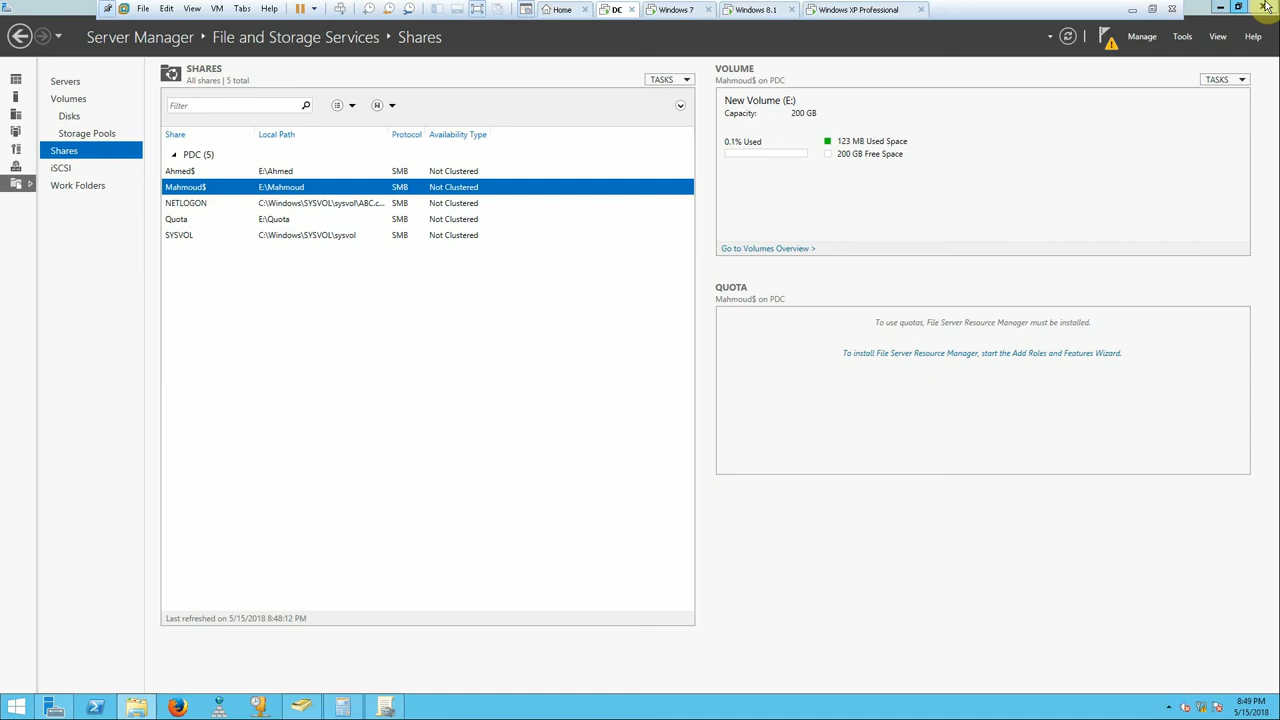 File Edit View VM Tabs Help Home DC Windows 7 Windows 8.1 Windows XP Professional
Server Manager File and Storage Services Shares Manage Tools View Help
Servers
Volumes
Disks
Storage Pools
Shares
iSCSI
Work Folders
SHARES
All shares | 5 total
TASKS
Filter
Share Local Path Protocol Availability Type
PDC (5)
Ahmed$ E:\Ahmed SMB Not Clustered
Mahmoud$ E:\Mahmoud SMB Not Clustered
NETLOGON C:\Windows\SYSVOL\sysvol\ABC.c... SMB Not Clustered
Quota E:\Quota SMB Not Clustered
SYSVOL C:\Windows\SYSVOL\sysvol SMB Not Clustered
Last refreshed on 5/15/2018 8:48:12 PM
VOLUME
Mahmoud$ on PDC
TASKS
New Volume (E:)
Capacity: 200 GB
0.1% Used
123 MB Used Space
200 GB Free Space
Go to Volumes Overview >
QUOTA
Mahmoud$ on PDC
To use quotas, File Server Resource Manager must be installed.
To install File Server Resource Manager, start the Add Roles and Features Wizard.
8:49 PM
5/15/2018